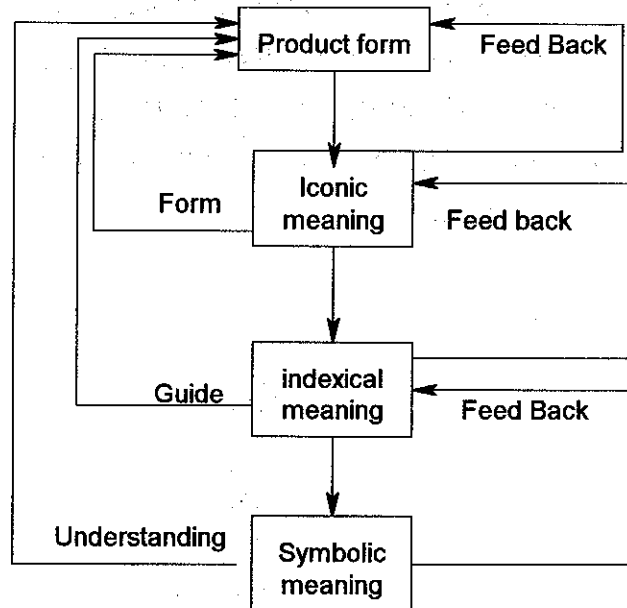 Product form
Feed Back
Iconic
meaning
Form
Feed back
indexical
meaning
Guide
Feed Back
Understanding
Symbolic
meaning